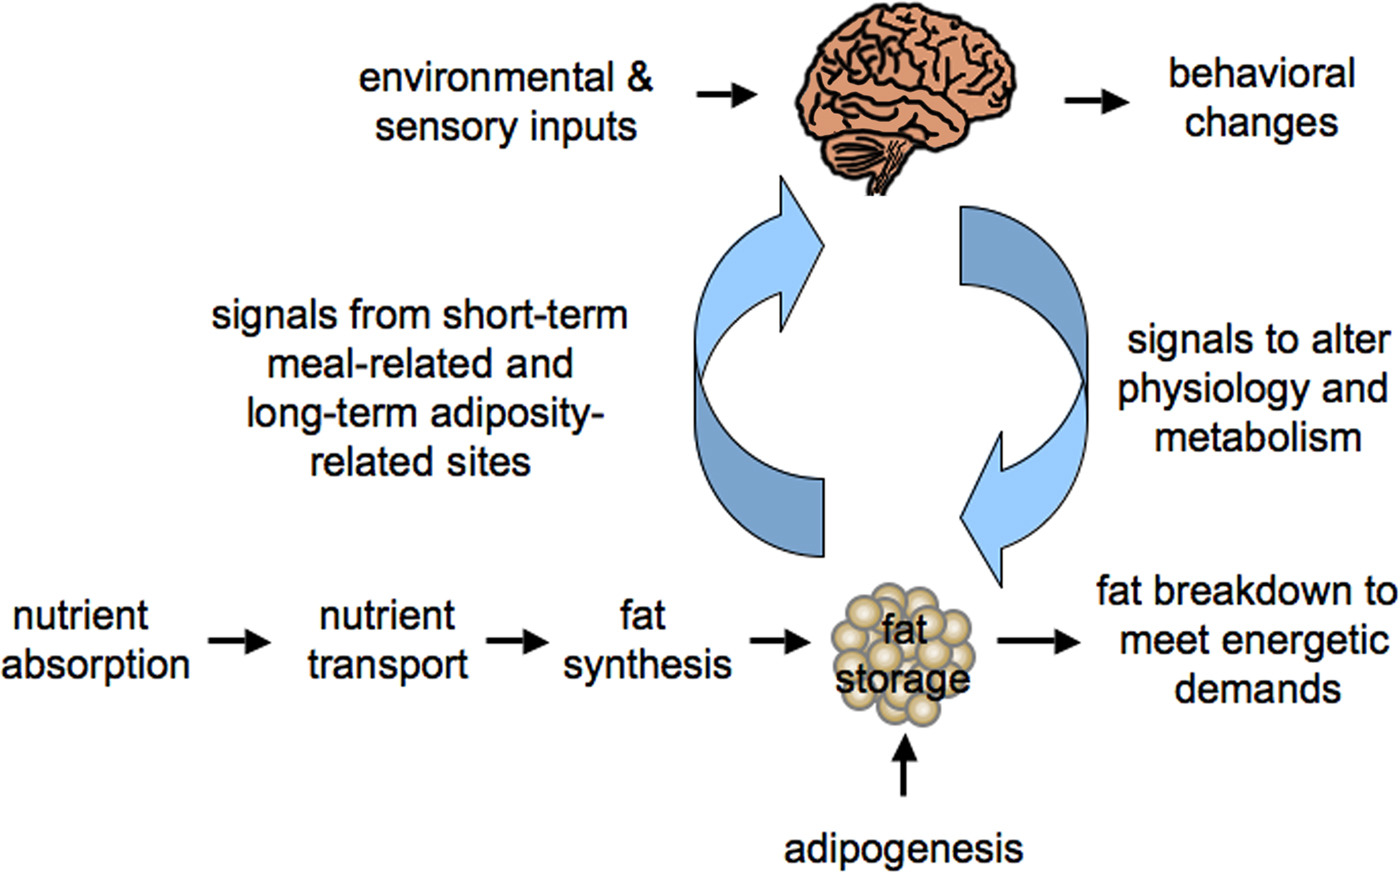 environmental &
sensory inputs
behavioral
changes
signals from short-term
meal-related and
long-term adiposity-
related sites
signals to alter
physiology and
metabolism
nutrient
absorption
nutrient
transport
fat
synthesis
fat
storage
fat breakdown to
meet energetic
demands
adipogenesis